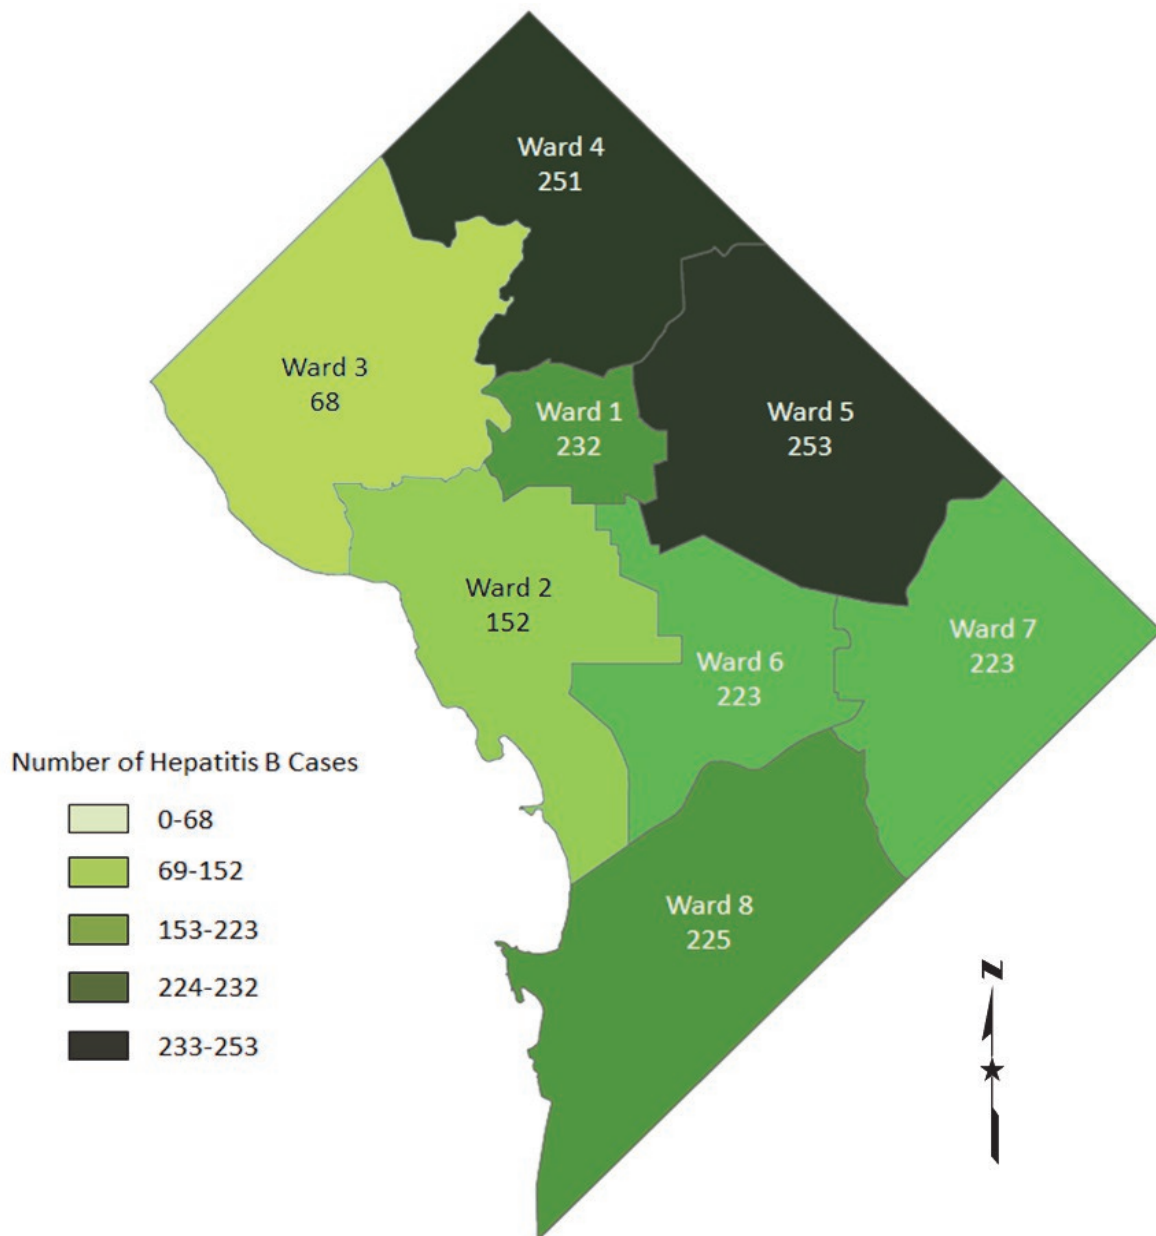 Ward 4
251
Ward 3
68
Ward 1
232
Ward 5
253
Ward 2
152
Ward 7
223
Ward 6
223
Number of Hepatitis B Cases
0-68
69-152
153-223
224-232
233-253
Ward 8
225
N